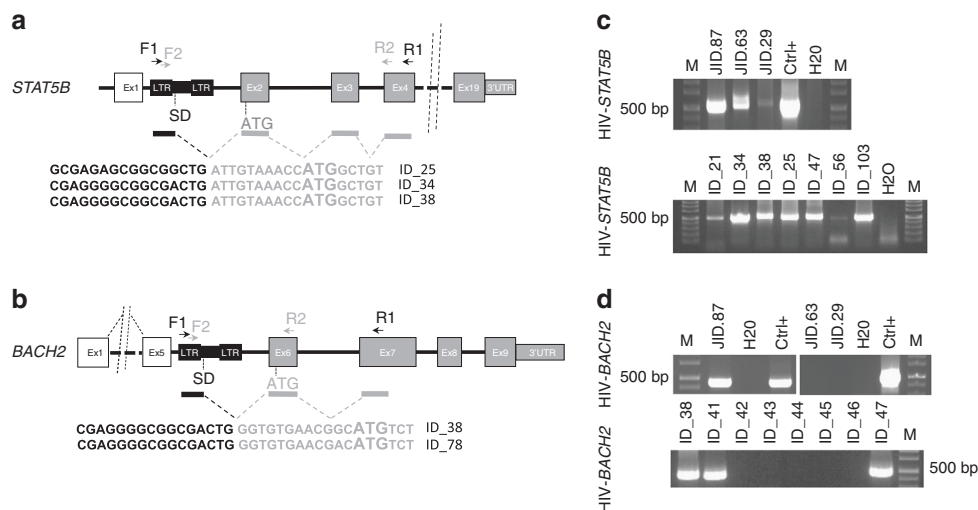 a
F1
F2
R2
R1
STAT5B
Ex1
LTR
LTR
Ex2
Ex3
Ex4
Ex19
3'UTR
SD
ATG
GCGAGAGCGGCGGCTG ATTGTAAACCATGGCTGT ID_25
CGAGGGGCGGCGACTG ATTGTAAACCATGGCTGT ID_34
CGAGGGGCGGCGACTG ATTGTAAACCATGGCTGT ID_38
b
F1
F2
R2
R1
BACH2
Ex1
Ex5
LTR
LTR
Ex6
Ex7
Ex8
Ex9
3'UTR
SD
ATG
CGAGGGGCGGCGACTG GGTGTGAACGGCATGTCT ID_38
CGAGGGGCGGCGACTG GGTGTGAACGACATGTCT ID_78
c
HIV-STAT5B
M
JID.87
JID.63
JID.29
Ctrl+
H20
M
500 bp
HIV-STAT5B
M
ID_21
ID_34
ID_38
ID_25
ID_47
ID_56
ID_103
H2O
M
500 bp
d
HIV-BACH2
M
JID.87
H20
Ctrl+
JID.63
JID.29
H20
Ctrl+
M
500 bp
HIV-BACH2
ID_38
ID_41
ID_42
ID_43
ID_44
ID_45
ID_46
ID_47
M
500 bp